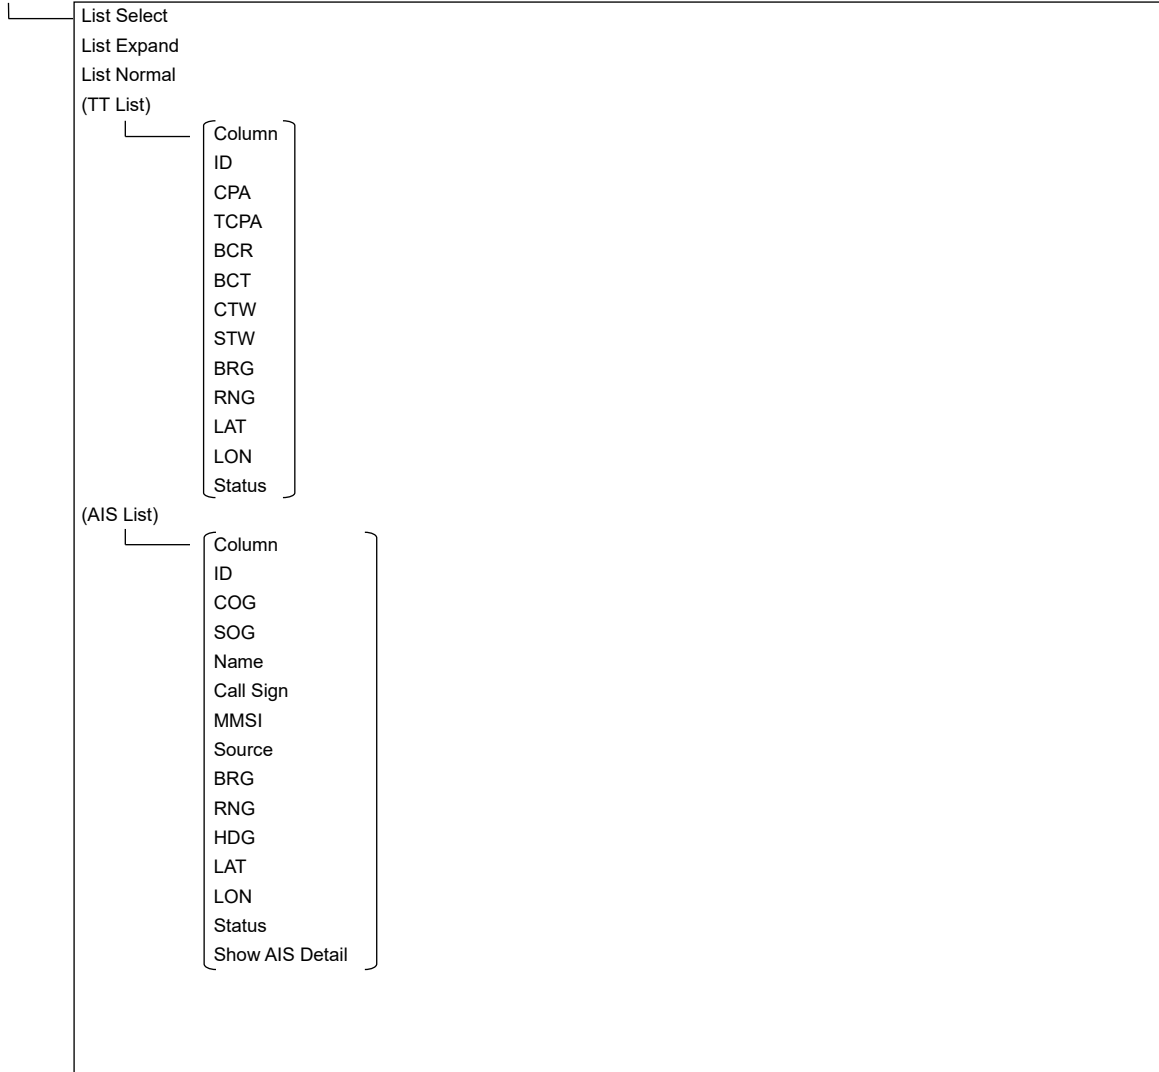 List Select
List Expand
List Normal
(TT List)
Column
ID
CPA
TCPA
BCR
BCT
CTW
STW
BRG
RNG
LAT
LON
Status
(AIS List)
Column
ID
COG
SOG
Name
Call Sign
MMSI
Source
BRG
RNG
HDG
LAT
LON
Status
Show AIS Detail